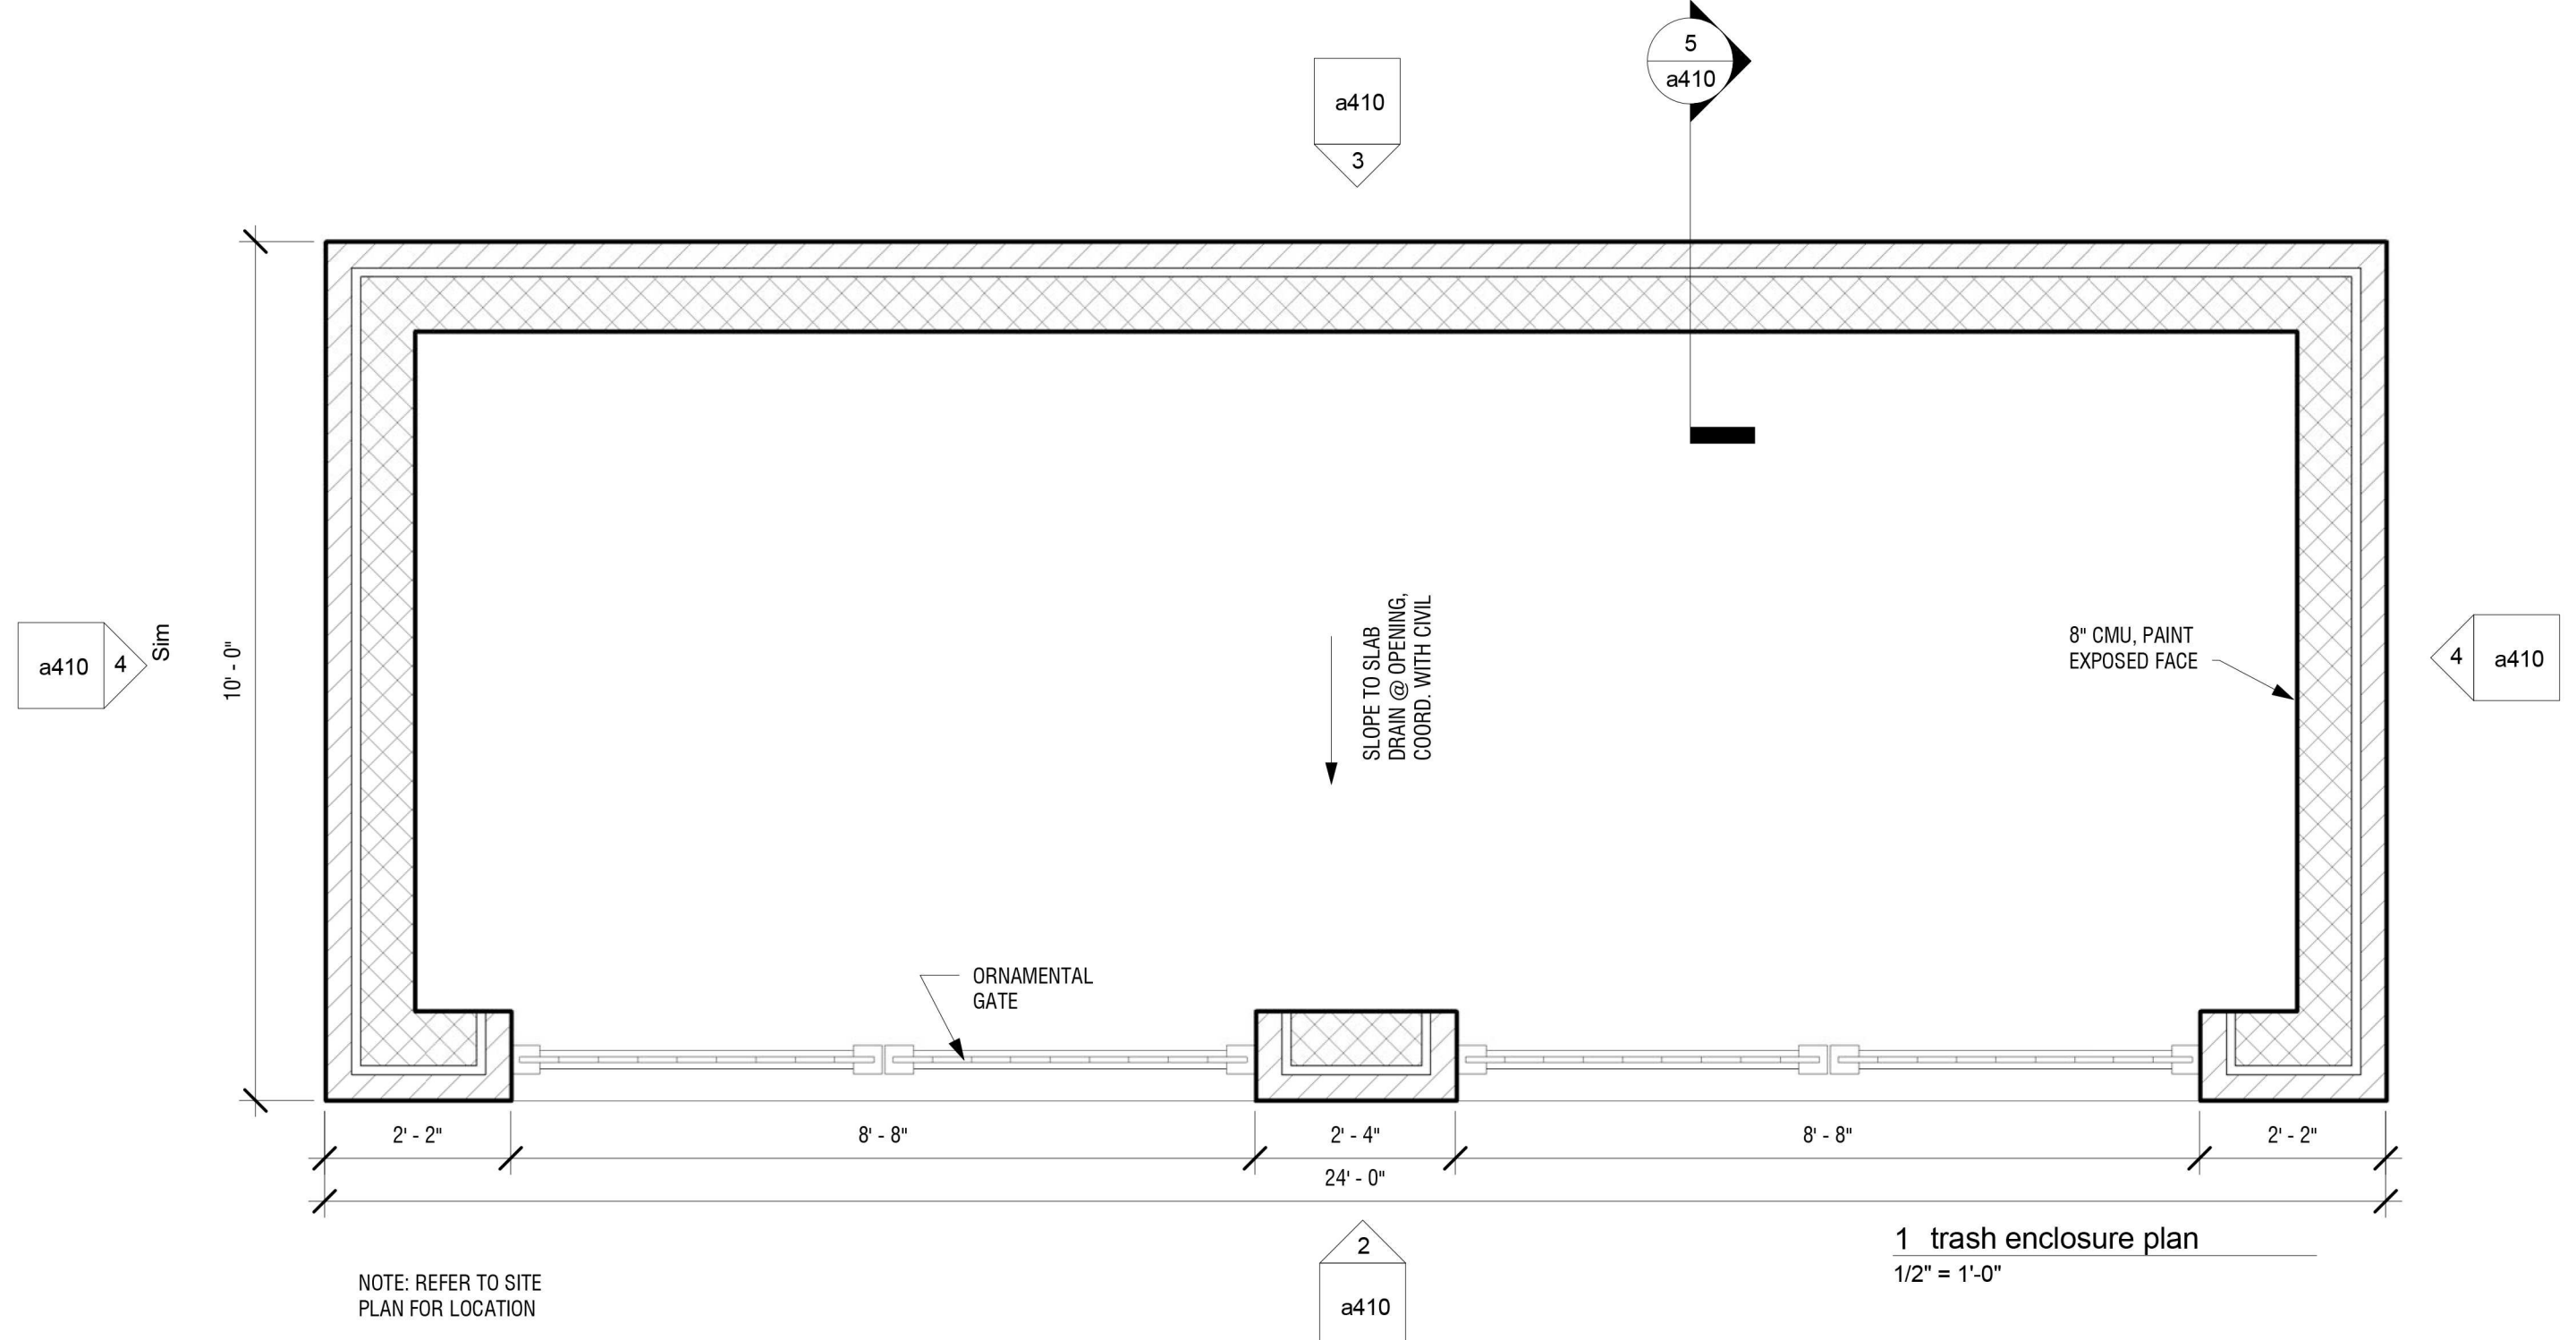 5
a410
a410
3
10' - 0"
a410
4
Sim
SLOPE TO SLAB
DRAIN @ OPENING,
COORD. WITH CIVIL
8" CMU, PAINT
EXPOSED FACE
4
a410
ORNAMENTAL
GATE
2' - 2"
8' - 8"
2' - 4"
8' - 8"
2' - 2"
24' - 0"
2
a410
1 trash enclosure plan
1/2" = 1'-0"
NOTE: REFER TO SITE
PLAN FOR LOCATION